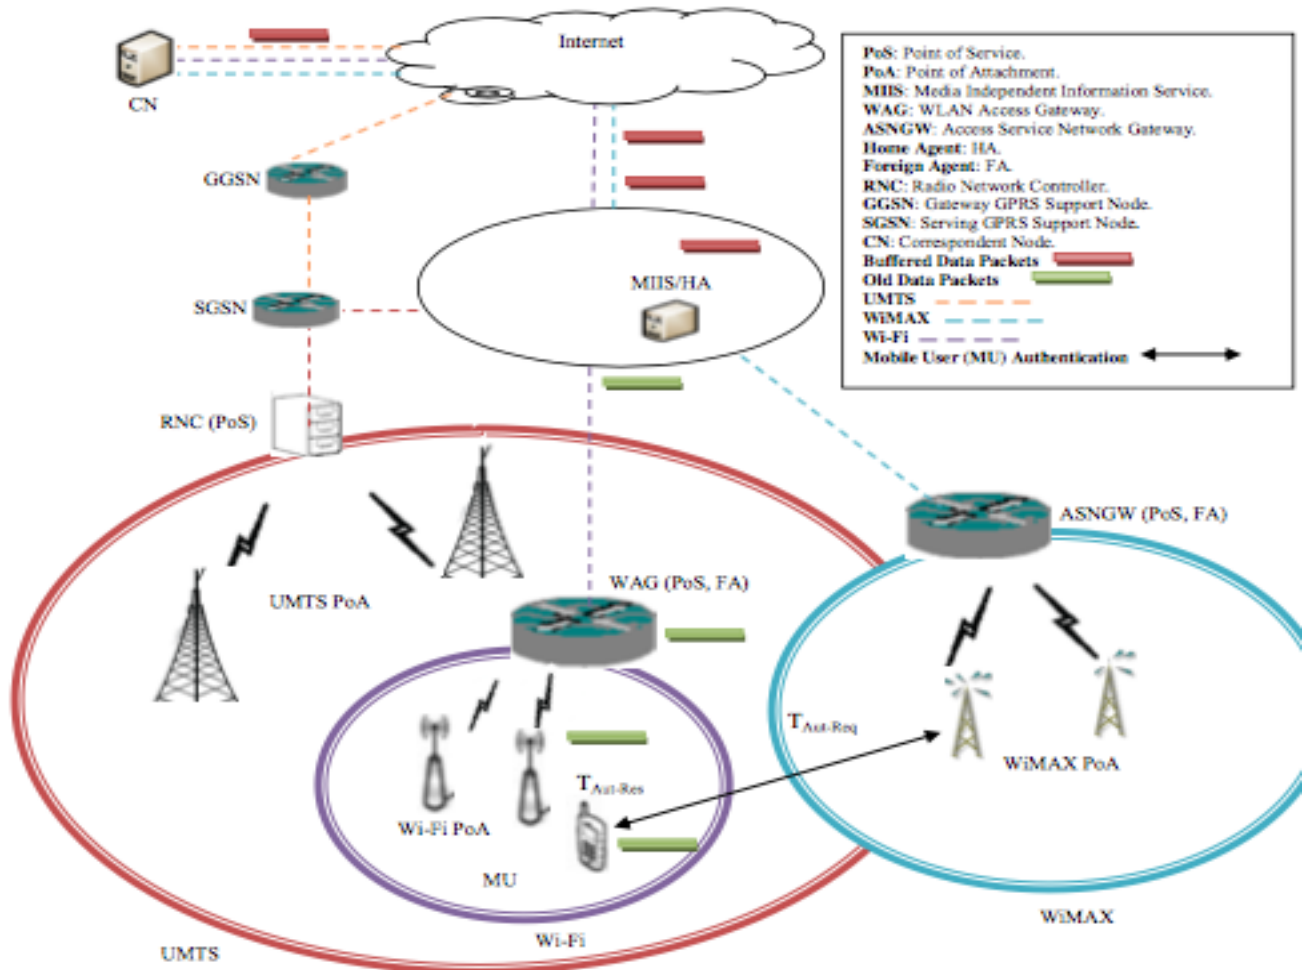 Internet
CN
PoS: Point of Service.
PoA: Point of Attachment.
MIIS: Media Independent Information Service.
WAG: WLAN Access Gateway.
ASNGW: Access Service Network Gateway.
Home Agent: HA.
Foreign Agent: FA.
RNC: Radio Network Controller.
GGSN: Gateway GPRS Support Node.
SGSN: Serving GPRS Support Node.
CN: Correspondent Node.
Buffered Data Packets
Old Data Packets
UMTS
WiMAX
Wi-Fi
Mobile User (MU) Authentication
GGSN
MIIS/HA
SGSN
RNC (PoS)
ASNGW (PoS, FA)
WAG (PoS, FA)
UMTS PoA
TAut-Req
WiMAX PoA
TAut-Res
Wi-Fi PoA
MU
WiMAX
Wi-Fi
UMTS